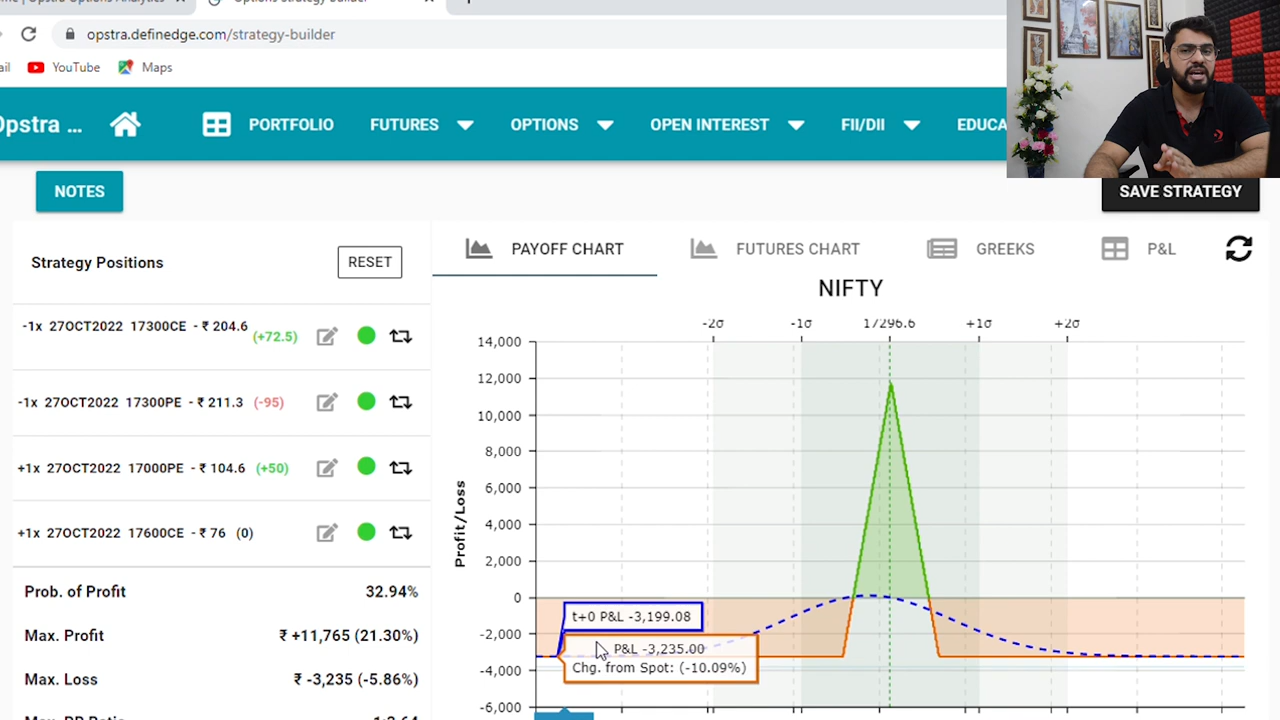 opstra.definedge.com/strategy-builder
ail YouTube Maps
Opstra ... PORTFOLIO FUTURES OPTIONS OPEN INTEREST FII/DII EDUCA
NOTES SAVE STRATEGY
Strategy Positions RESET PAYOFF CHART FUTURES CHART GREEKS P&L
NIFTY
-2σ -1σ 17296.6 +1σ +2σ
-1x 27OCT2022 17300CE - ₹ 204.6 (+72.5)
-1x 27OCT2022 17300PE - ₹ 211.3 (-95)
+1x 27OCT2022 17000PE - ₹ 104.6 (+50)
+1x 27OCT2022 17600CE - ₹ 76 (0)
Prob. of Profit 32.94%
Max. Profit ₹ +11,765 (21.30%)
Max. Loss ₹ -3,235 (-5.86%)
Profit/Loss
14,000
12,000
10,000
8,000
6,000
4,000
2,000
0
-2,000
-4,000
-6,000
t+0 P&L -3,199.08
P&L -3,235.00
Chg. from Spot: (-10.09%)